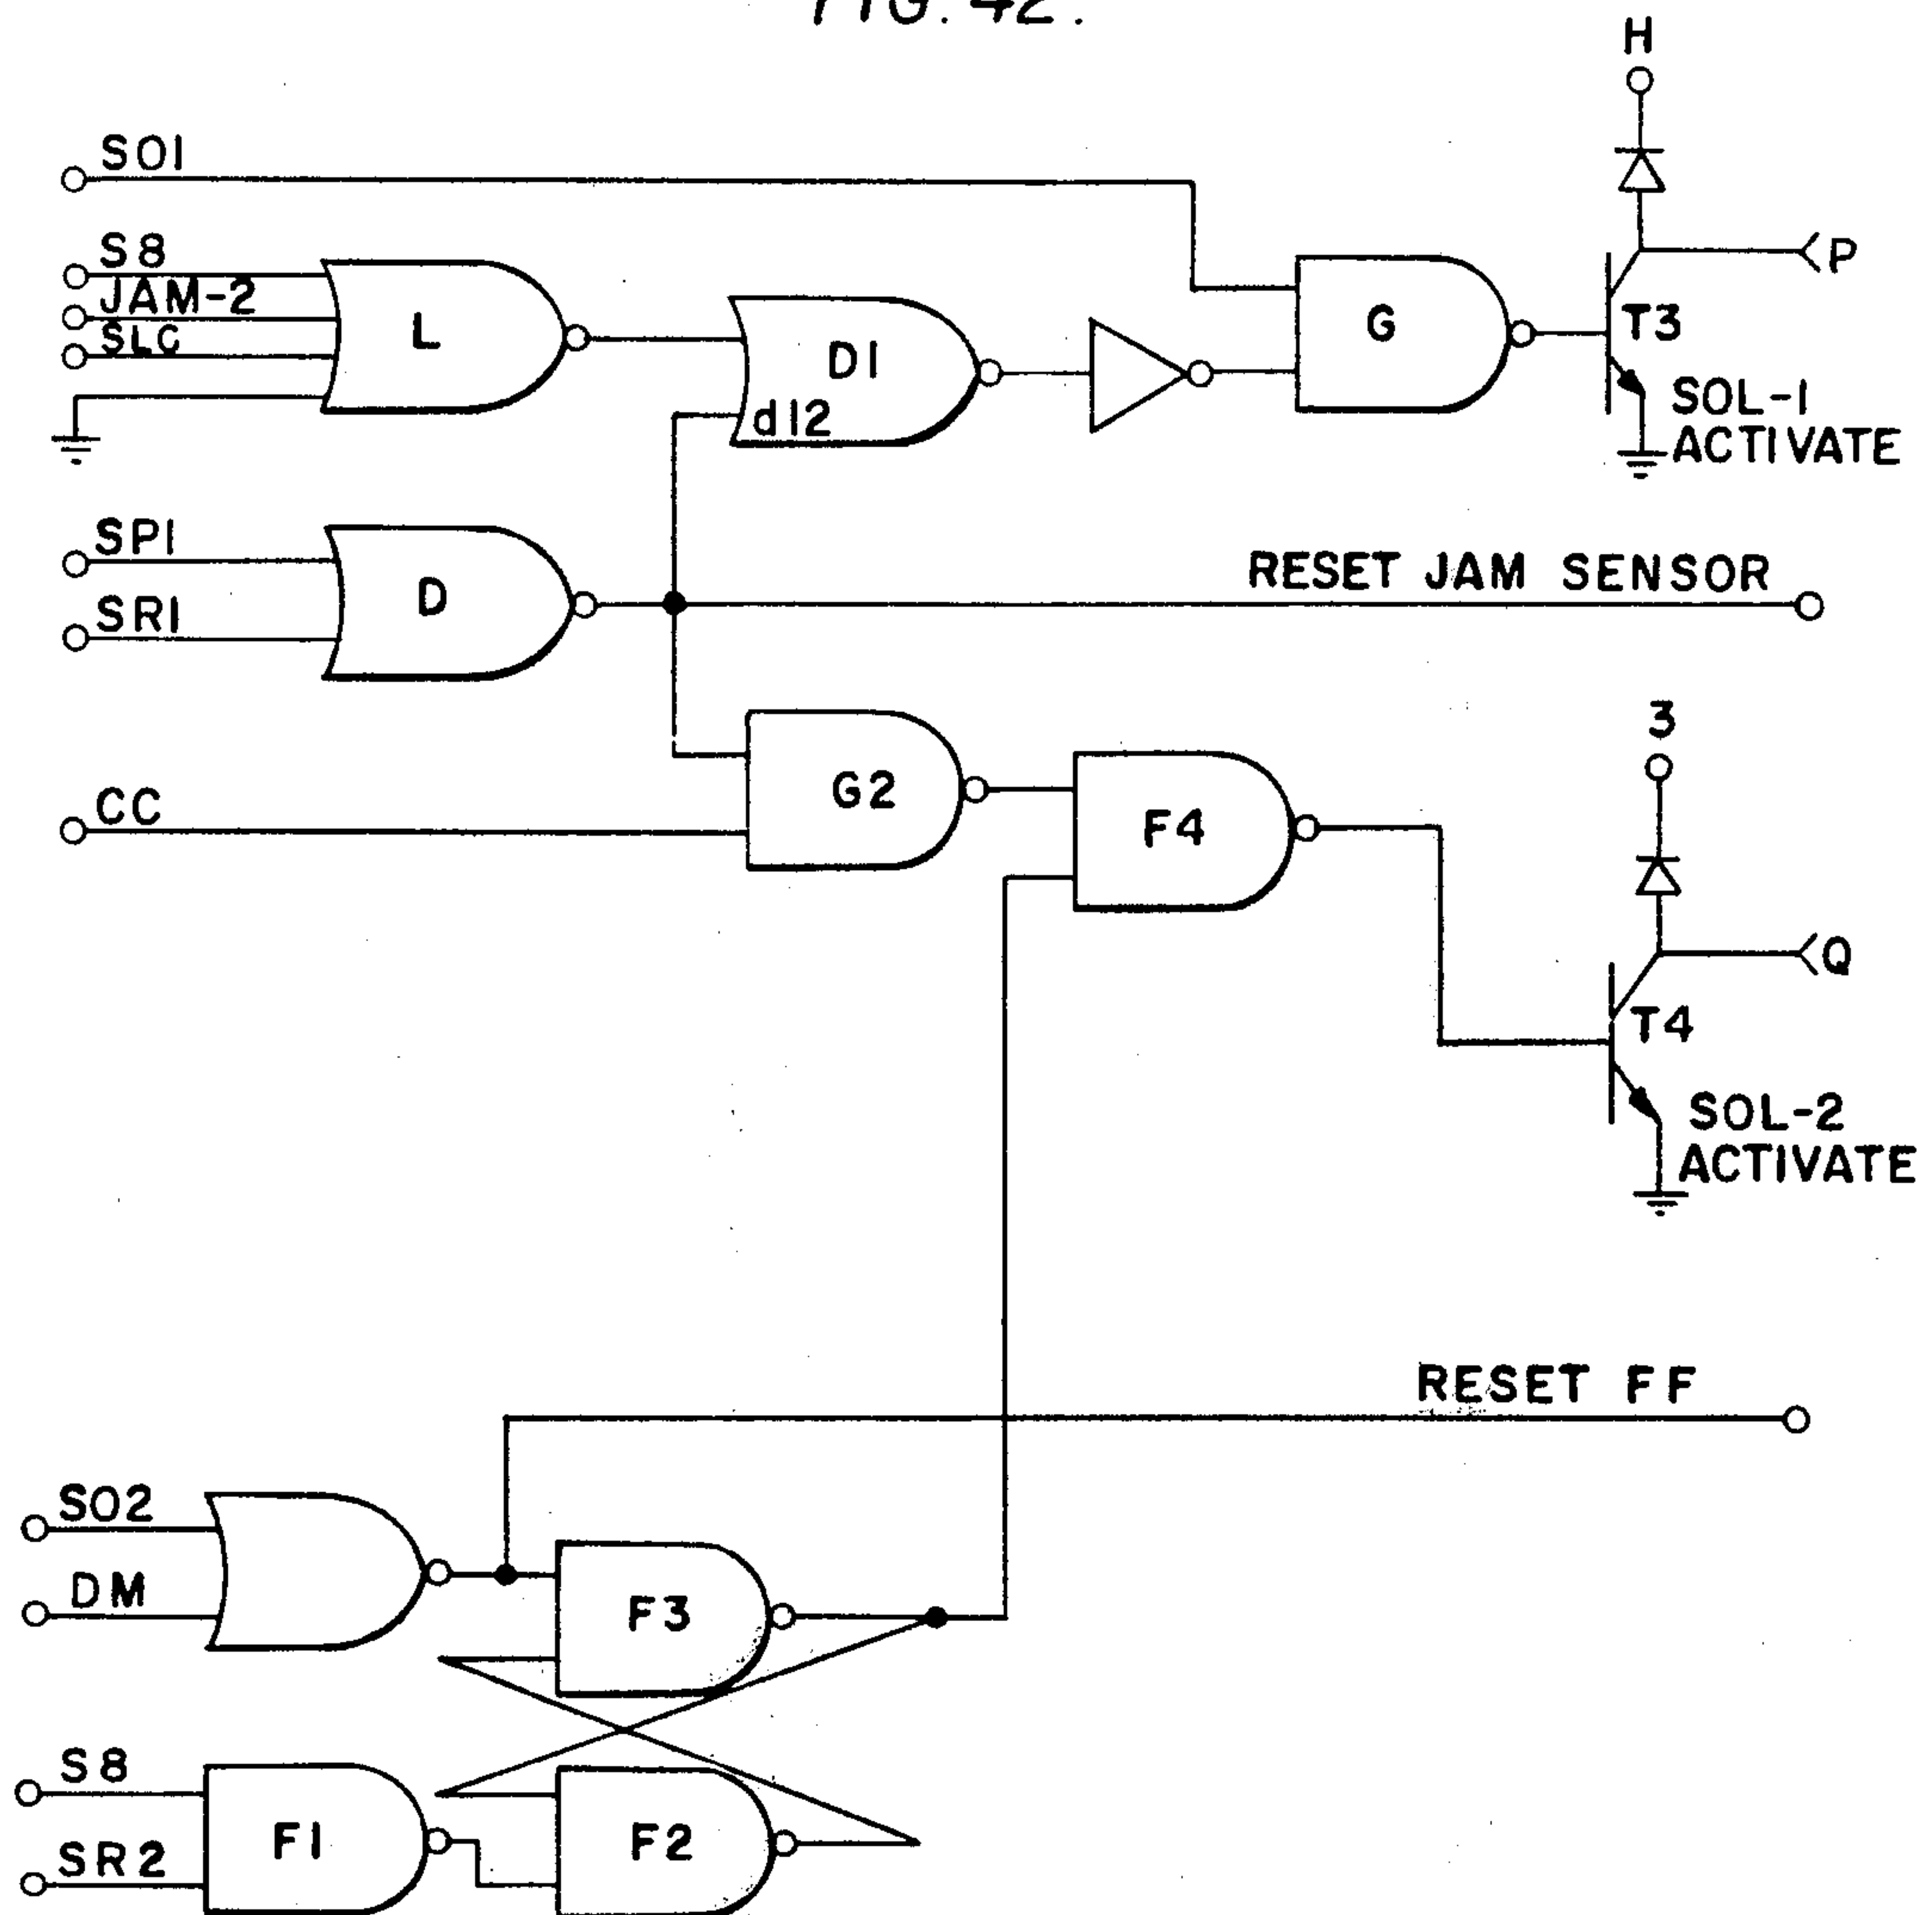 FIG. 42.
H
SO1
S8
JAM-2
SLC
L
D1
d12
G
T3
P
SOL-1
ACTIVATE
SP1
SR1
D
RESET JAM SENSOR
CC
G2
F4
3
Q
T4
SOL-2
ACTIVATE
RESET FF
SO2
DM
F3
S8
SR2
F1
F2